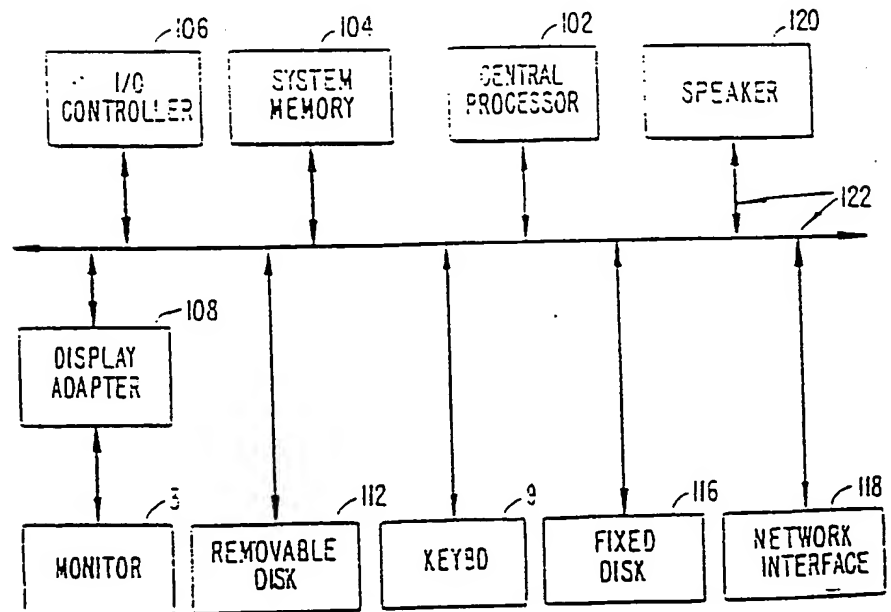 106
104
102
120
I/O
CONTROLLER
SYSTEM
MEMORY
CENTRAL
PROCESSOR
SPEAKER
122
108
DISPLAY
ADAPTER
3
112
9
116
118
MONITOR
REMOVABLE
DISK
KEYBD
FIXED
DISK
NETWORK
INTERFACE